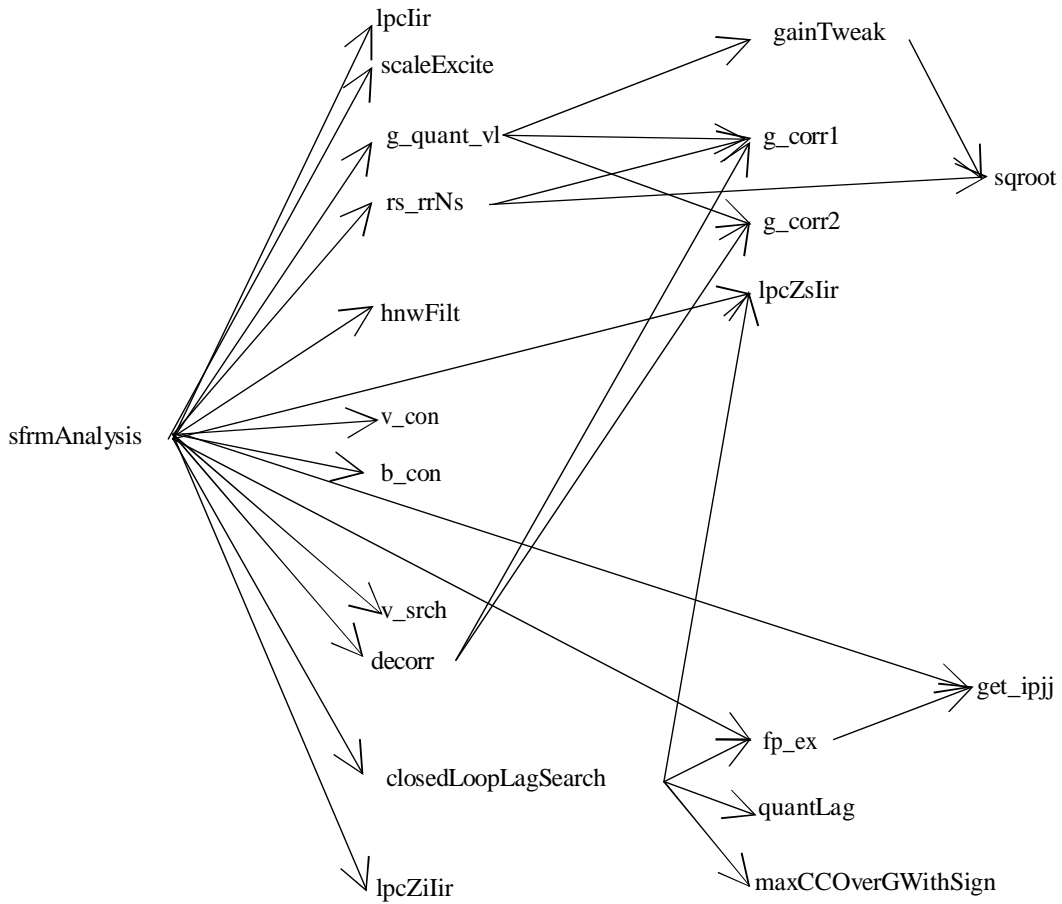 lpcIir
scaleExcite
g_quant_vl
rs_rrNs
hnwFilt
sfrmAnalysis
v_con
b_con
v_srch
decorr
closedLoopLagSearch
lpcZiIir
gainTweak
g_corr1
g_corr2
lpcZsIir
fp_ex
quantLag
maxCCOverGWithSign
sqroot
get_ipjj